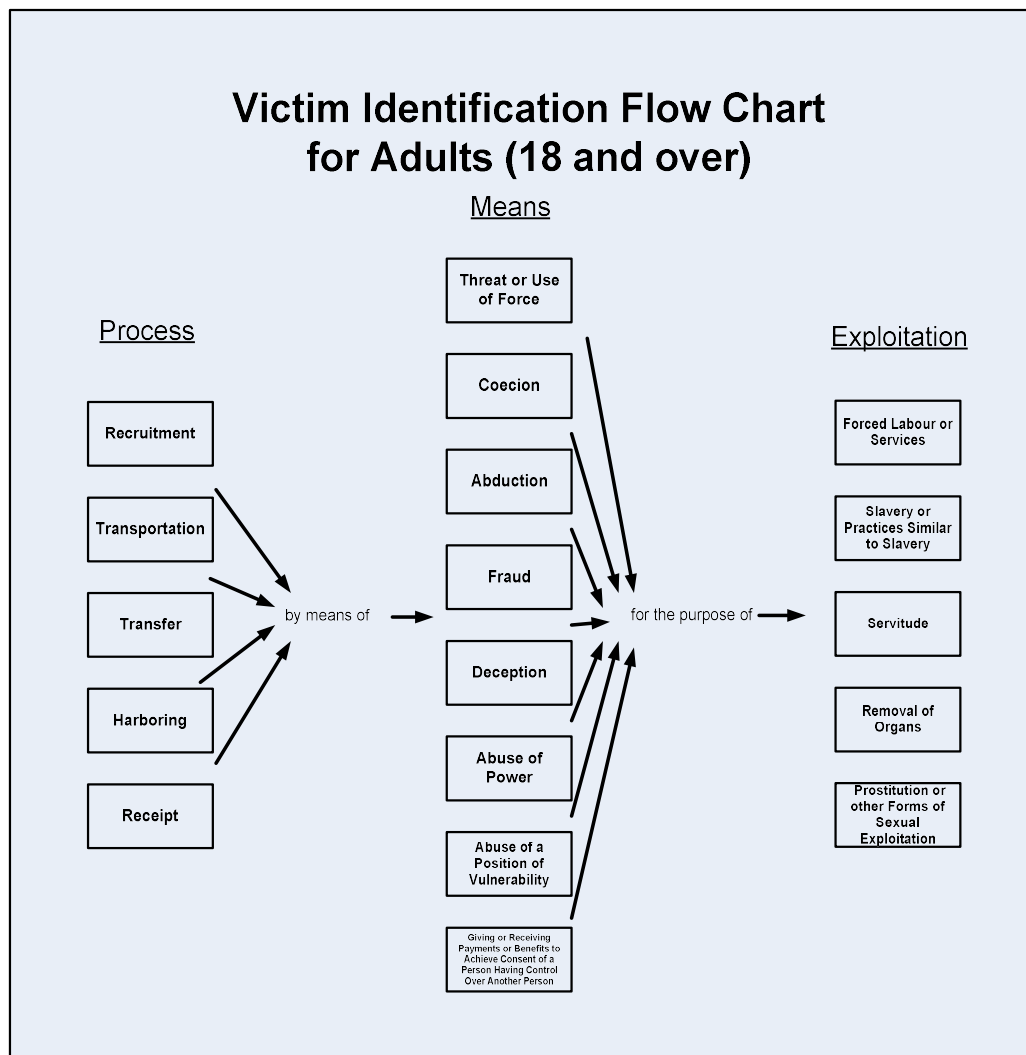 Victim Identification Flow Chart
for Adults (18 and over)
Means
Process
Exploitation
Threat or Use
of Force
Coecion
Abduction
Fraud
Deception
Abuse of
Power
Abuse of a
Position of
Vulnerability
Giving or Receiving
Payments or Benefits to
Achieve Consent of a
Person Having Control
Over Another Person
Recruitment
Transportation
Transfer
Harboring
Receipt
by means of
for the purpose of
Forced Labour or
Services
Slavery or
Practices Similar
to Slavery
Servitude
Removal of
Organs
Prostitution or
other Forms of
Sexual
Exploitation